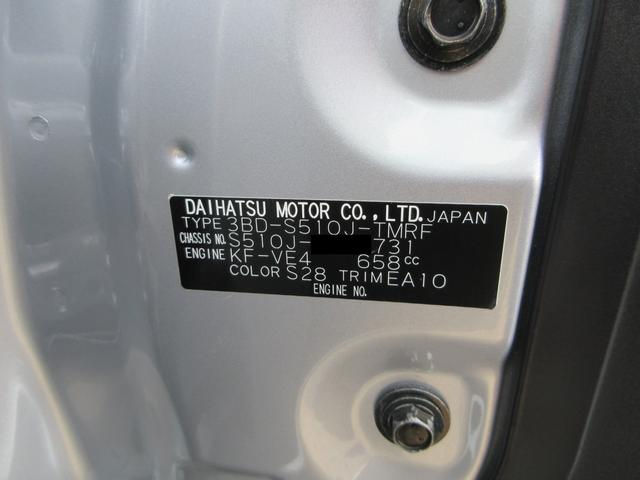 DAIHATSU MOTOR CO., LTD. JAPAN
TYPE 3BD-S510J-TMRF
CHASSIS NO. S510J- 731
ENGINE KF-VE4 658cc
COLOR S28 TRIM EA10
ENGINE NO.